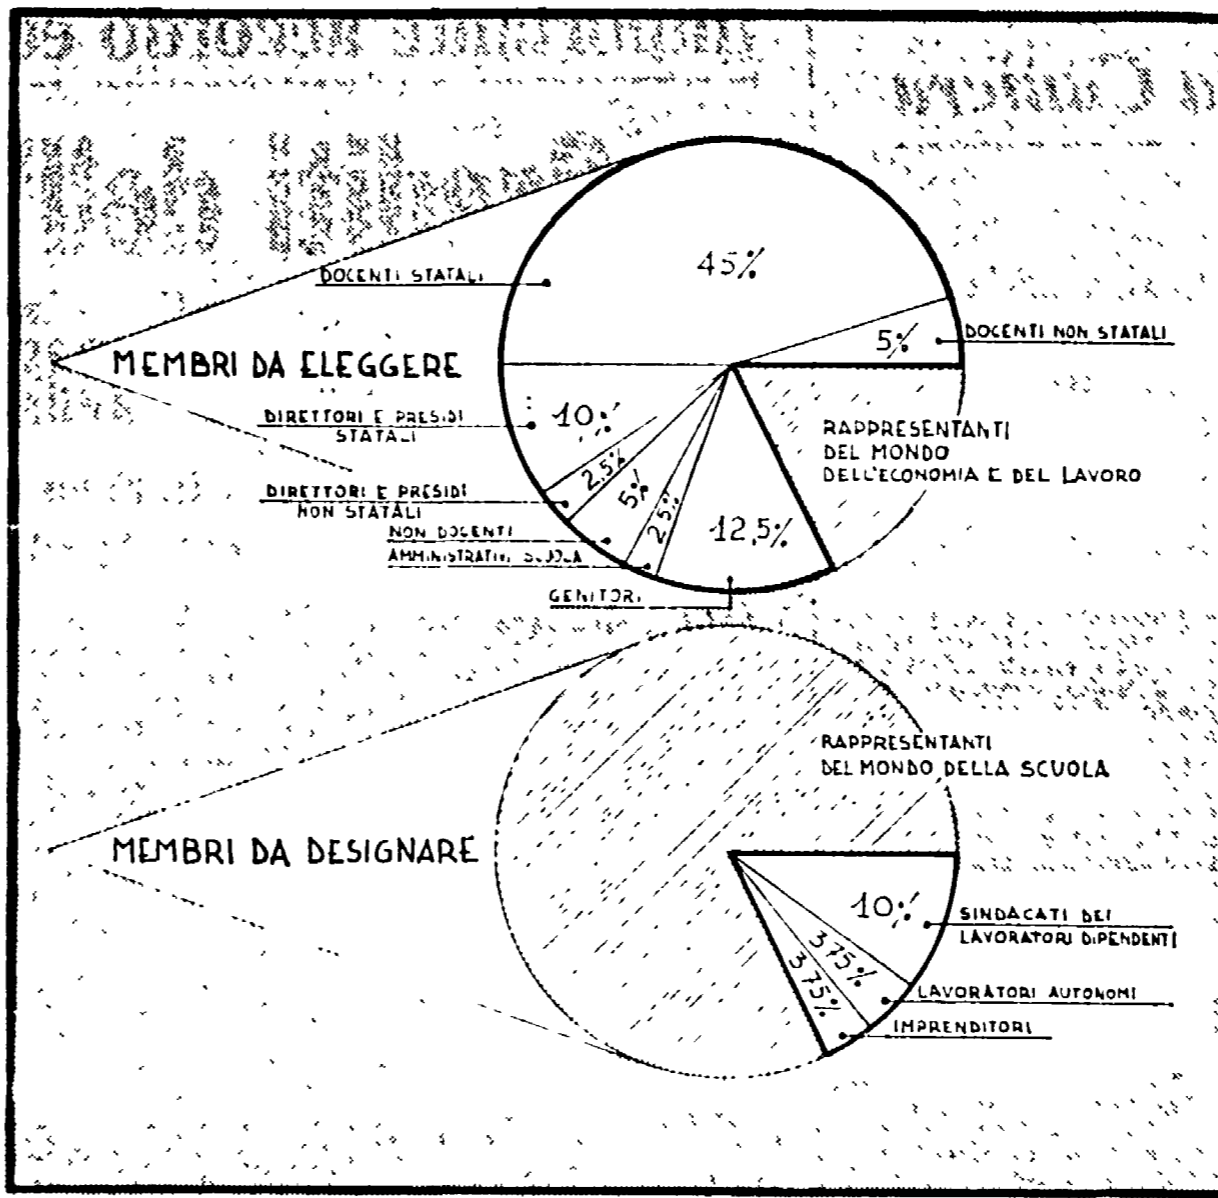 45%
DOCENTI STATALI
5%
DOCENTI NON STATALI
MEMBRI DA ELEGGERE
10%
DIRETTORI E PRESIDI
STATALI
RAPPRESENTANTI
DEL MONDO
DELL'ECONOMIA E DEL LAVORO
2,5%
5%
2,5%
12,5%
DIRETTORI E PRESIDI
NON STATALI
NON DOCENTI
AMMINISTRATIVI SCUOLA
GENITORI
RAPPRESENTANTI
DEL MONDO DELLA SCUOLA
MEMBRI DA DESIGNARE
10%
SINDACATI DEI
LAVORATORI DIPENDENTI
3,75%
3,75%
LAVORATORI AUTONOMI
IMPRENDITORI